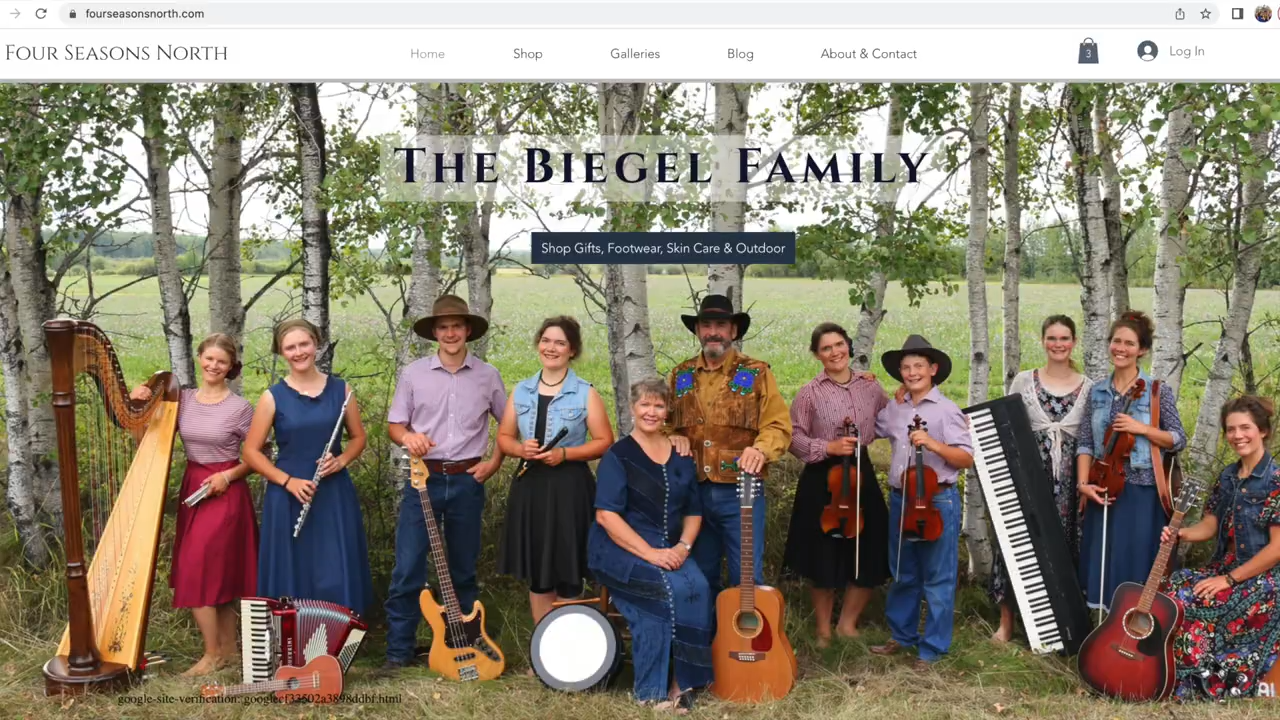 fourseasonsnorth.com
Four Seasons North
Home
Shop
Galleries
Blog
About & Contact
3
Log In
The Biegel Family
Shop Gifts, Footwear, Skin Care & Outdoor